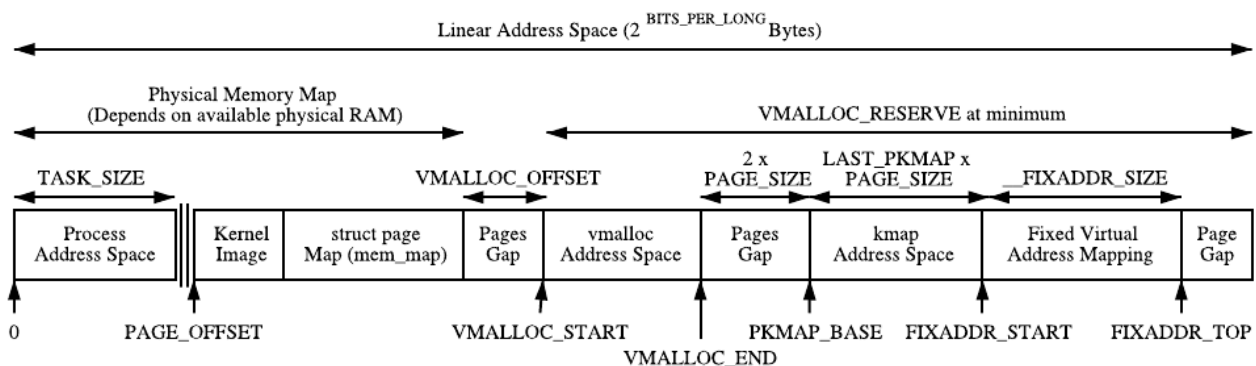 Linear Address Space (2 BITS_PER_LONG Bytes)
Physical Memory Map
(Depends on available physical RAM)
VMALLOC_RESERVE at minimum
TASK_SIZE
VMALLOC_OFFSET
2 x
PAGE_SIZE
LAST_PKMAP x
PAGE_SIZE
__FIXADDR_SIZE
Process
Address Space
Kernel
Image
struct page
Map (mem_map)
Pages
Gap
vmalloc
Address Space
Pages
Gap
kmap
Address Space
Fixed Virtual
Address Mapping
Page
Gap
0
PAGE_OFFSET
VMALLOC_START
VMALLOC_END
PKMAP_BASE
FIXADDR_START
FIXADDR_TOP